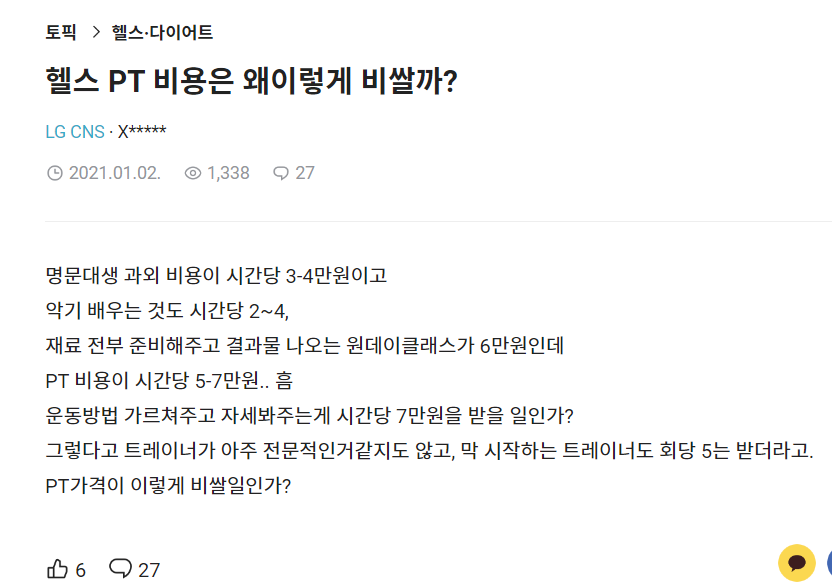 토픽 > 헬스·다이어트
헬스 PT 비용은 왜이렇게 비쌀까?
LG CNS · X*****
2021.01.02. 1,338 27
명문대생 과외 비용이 시간당 3-4만원이고
악기 배우는 것도 시간당 2~4,
재료 전부 준비해주고 결과물 나오는 원데이클래스가 6만원인데
PT 비용이 시간당 5-7만원.. 흠
운동방법 가르쳐주고 자세봐주는게 시간당 7만원을 받을 일인가?
그렇다고 트레이너가 아주 전문적인거같지도 않고, 막 시작하는 트레이너도 회당 5는 받더라고.
PT가격이 이렇게 비쌀일인가?
6 27